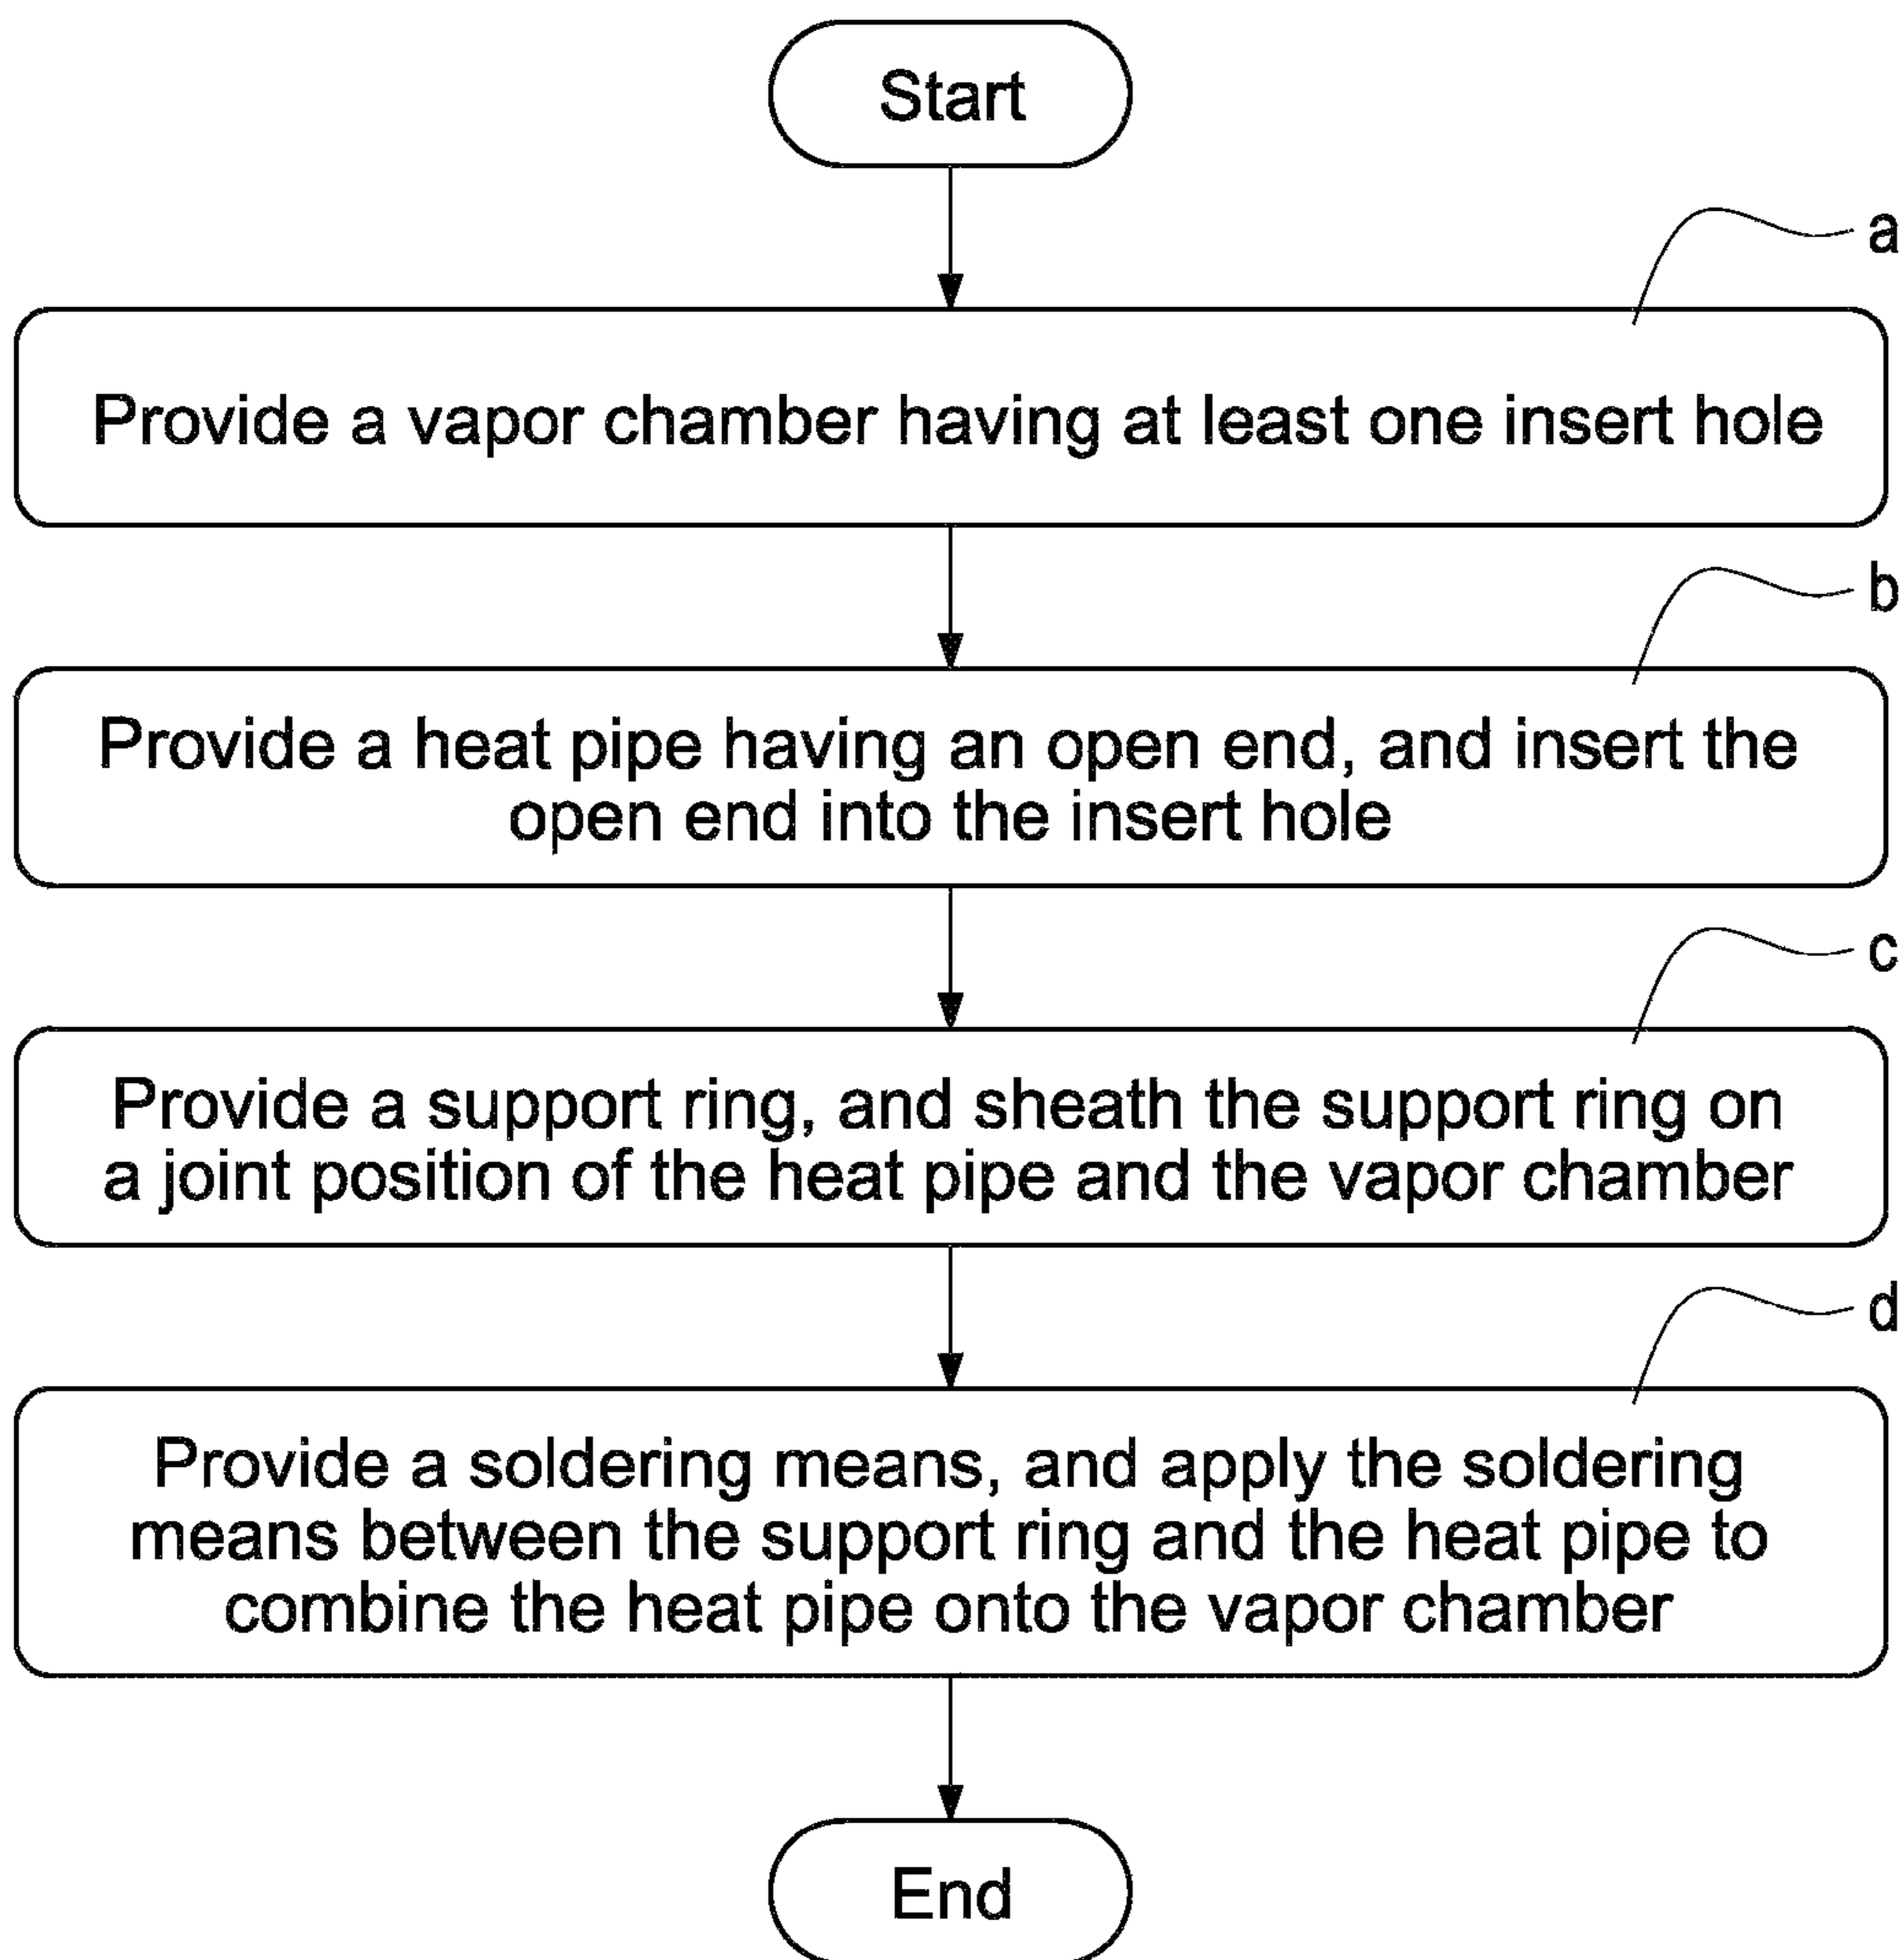 Start
a
Provide a vapor chamber having at least one insert hole
b
Provide a heat pipe having an open end, and insert the
open end into the insert hole
c
Provide a support ring, and sheath the support ring on
a joint position of the heat pipe and the vapor chamber
d
Provide a soldering means, and apply the soldering
means between the support ring and the heat pipe to
combine the heat pipe onto the vapor chamber
End